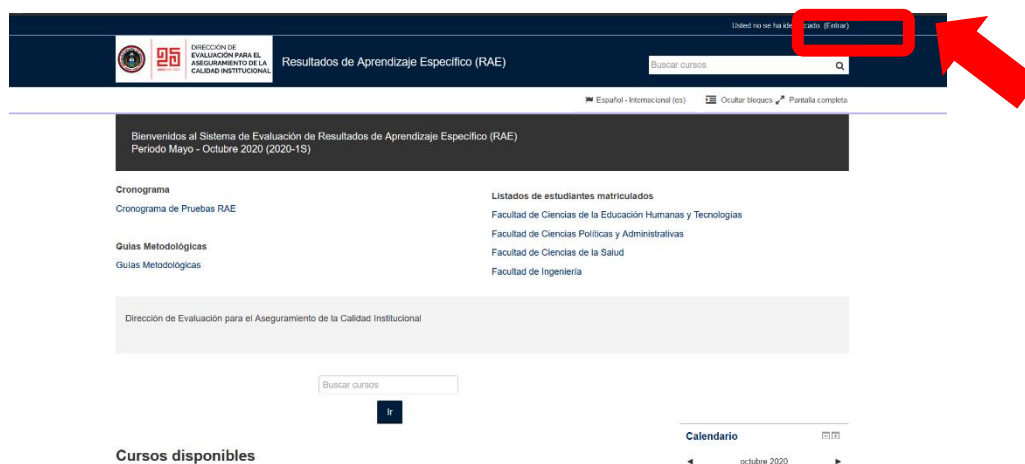 Usted no se ha identificado. (Entrar)
DIRECCIÓN DE
EVALUACIÓN PARA EL
ASEGURAMIENTO DE LA
CALIDAD INSTITUCIONAL
Resultados de Aprendizaje Específico (RAE)
Buscar cursos
Español - Internacional (es)
Ocultar bloques
Pantalla completa
Bienvenidos al Sistema de Evaluación de Resultados de Aprendizaje Específico (RAE)
Periodo Mayo - Octubre 2020 (2020-1S)
Cronograma
Cronograma de Pruebas RAE
Guías Metodológicas
Guías Metodológicas
Listados de estudiantes matriculados
Facultad de Ciencias de la Educación Humanas y Tecnologías
Facultad de Ciencias Políticas y Administrativas
Facultad de Ciencias de la Salud
Facultad de Ingeniería
Dirección de Evaluación para el Aseguramiento de la Calidad Institucional
Buscar cursos
Ir
Cursos disponibles
Calendario
octubre 2020